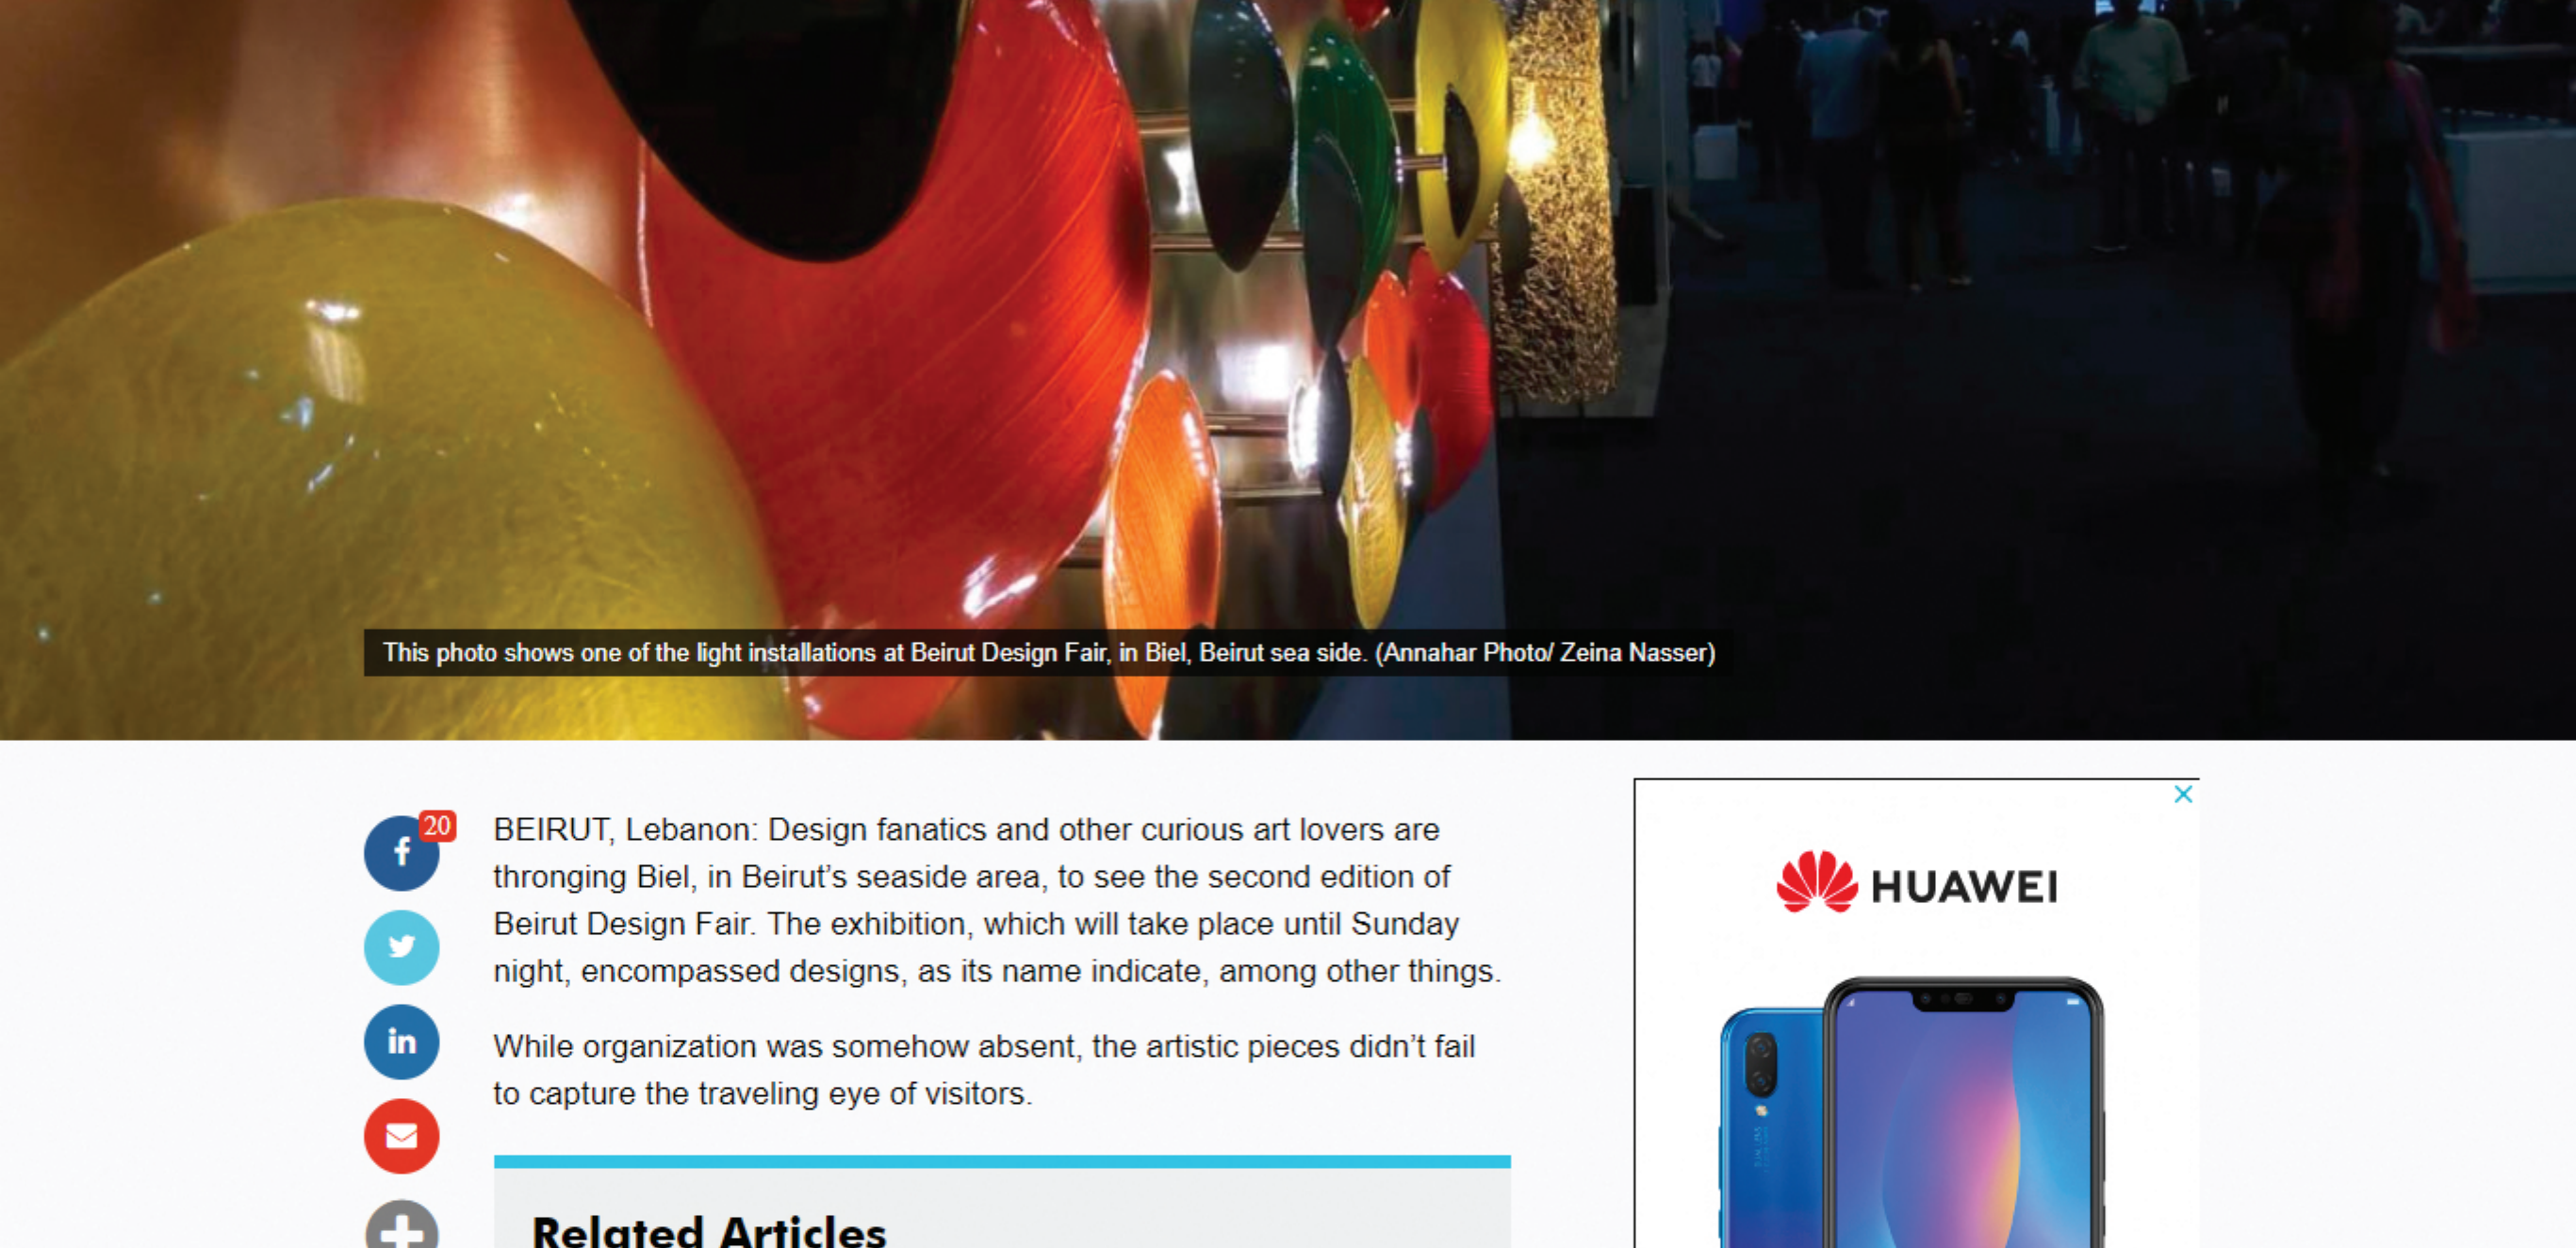 This photo shows one of the light installations at Beirut Design Fair, in Biel, Beirut sea side. (Annahar Photo/ Zeina Nasser)
20
f
in
BEIRUT, Lebanon: Design fanatics and other curious art lovers are
thronging Biel, in Beirut's seaside area, to see the second edition of
Beirut Design Fair. The exhibition, which will take place until Sunday
night, encompassed designs, as its name indicate, among other things.
While organization was somehow absent, the artistic pieces didn't fail
to capture the traveling eye of visitors.
Related Articles
HUAWEI